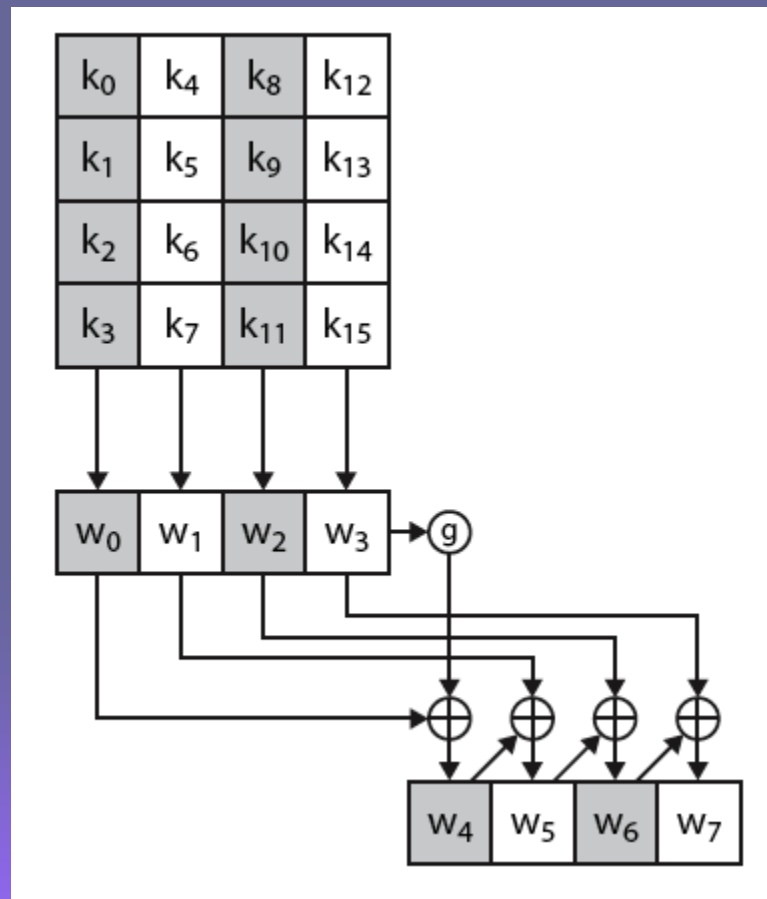 k₀ k₄ k₈ k₁₂
k₁ k₅ k₉ k₁₃
k₂ k₆ k₁₀ k₁₄
k₃ k₇ k₁₁ k₁₅
w₀ w₁ w₂ w₃ g
w₄ w₅ w₆ w₇